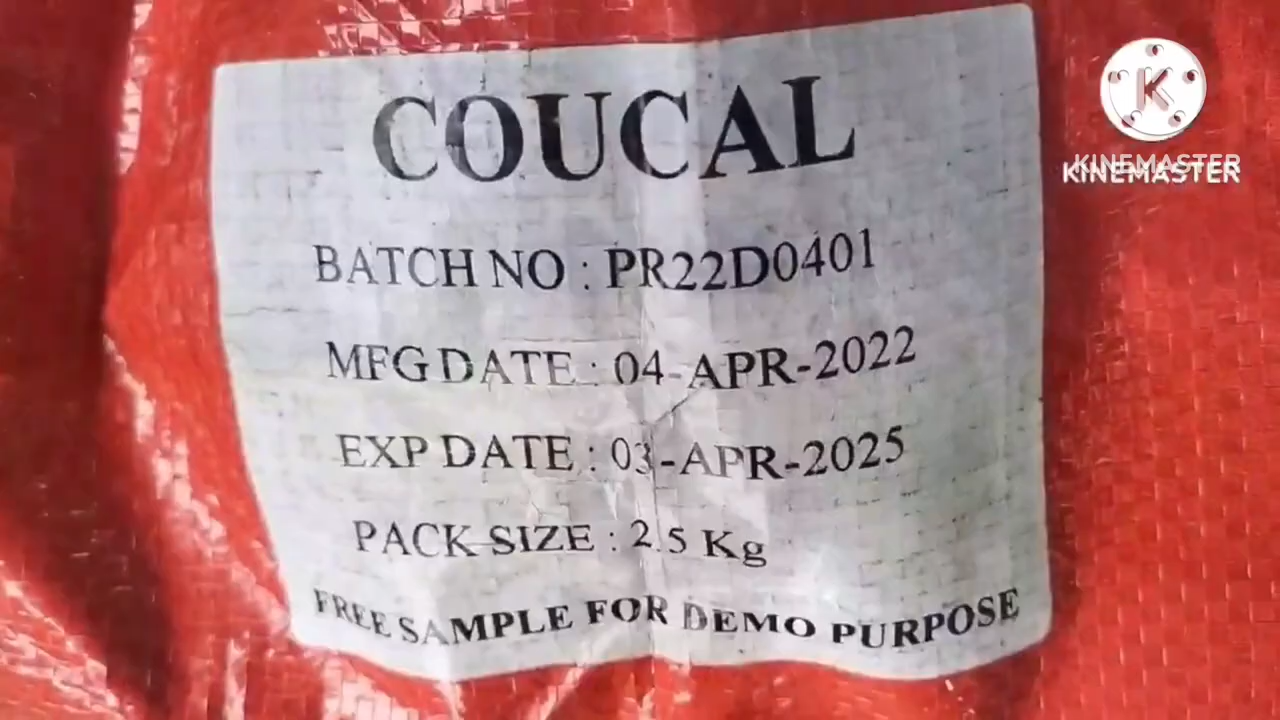 COUCAL
BATCH NO : PR22D0401
MFG DATE : 04-APR-2022
EXP DATE : 03-APR-2025
PACK SIZE : 2.5 Kg
FREE SAMPLE FOR DEMO PURPOSE
K
KINEMASTER
KINEMASTER